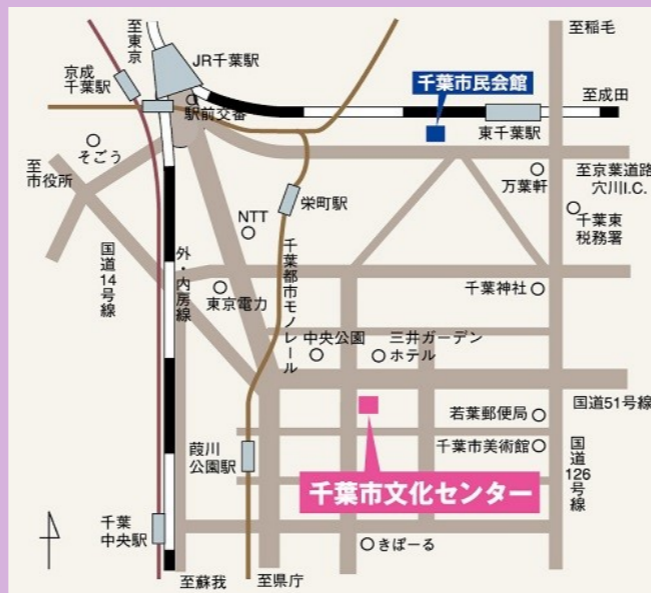 至東京
京成
千葉駅
JR千葉駅
駅前交番
そごう
至
市役所
千葉市民会館
東千葉駅
至稲毛
至成田
万葉軒
至京葉道路
穴川I.C.
千葉東
税務署
栄町駅
NTT
国道14号線
外・内房線
東京電力
千葉都市モノレール
千葉神社
中央公園
三井ガーデン
ホテル
国道51号線
若葉郵便局
千葉市美術館
国道126号線
葭川
公園駅
千葉市文化センター
千葉
中央駅
きぼーる
至蘇我
至県庁